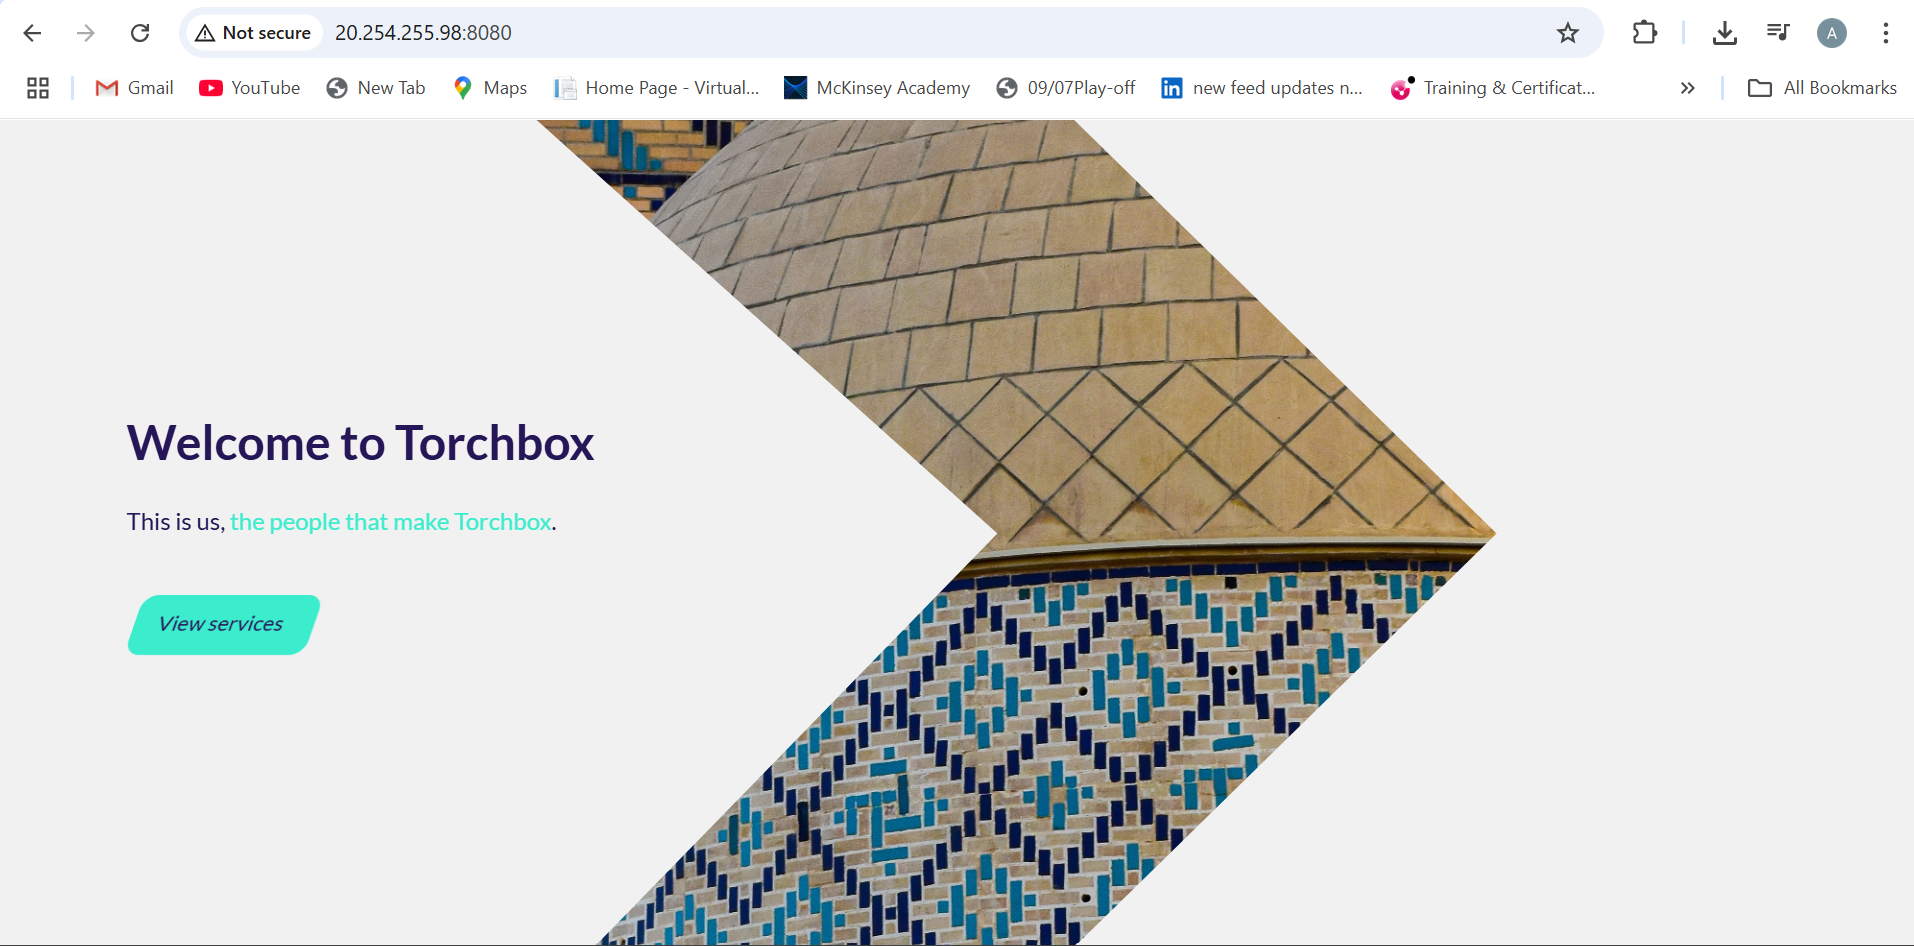 Not secure 20.254.255.98:8080 A
Gmail YouTube New Tab Maps Home Page - Virtual... McKinsey Academy 09/07Play-off new feed updates n... Training & Certificat... » All Bookmarks
Welcome to Torchbox
This is us, the people that make Torchbox.
View services